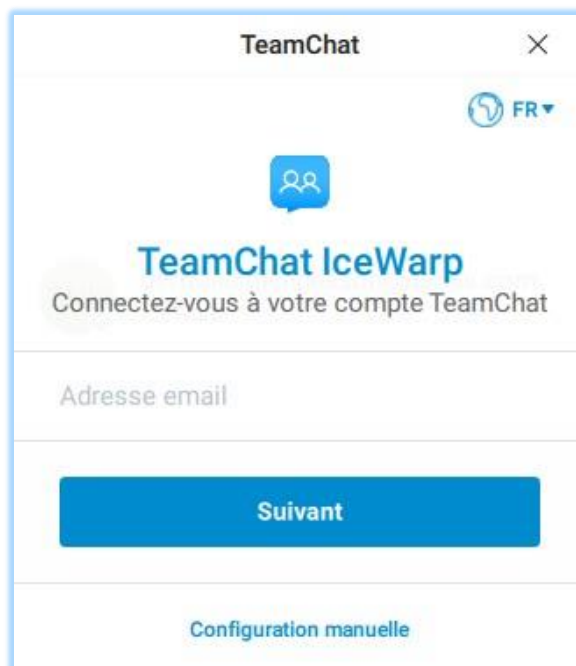 TeamChat
FR
TeamChat IceWarp
Connectez-vous à votre compte TeamChat
Adresse email
Suivant
Configuration manuelle